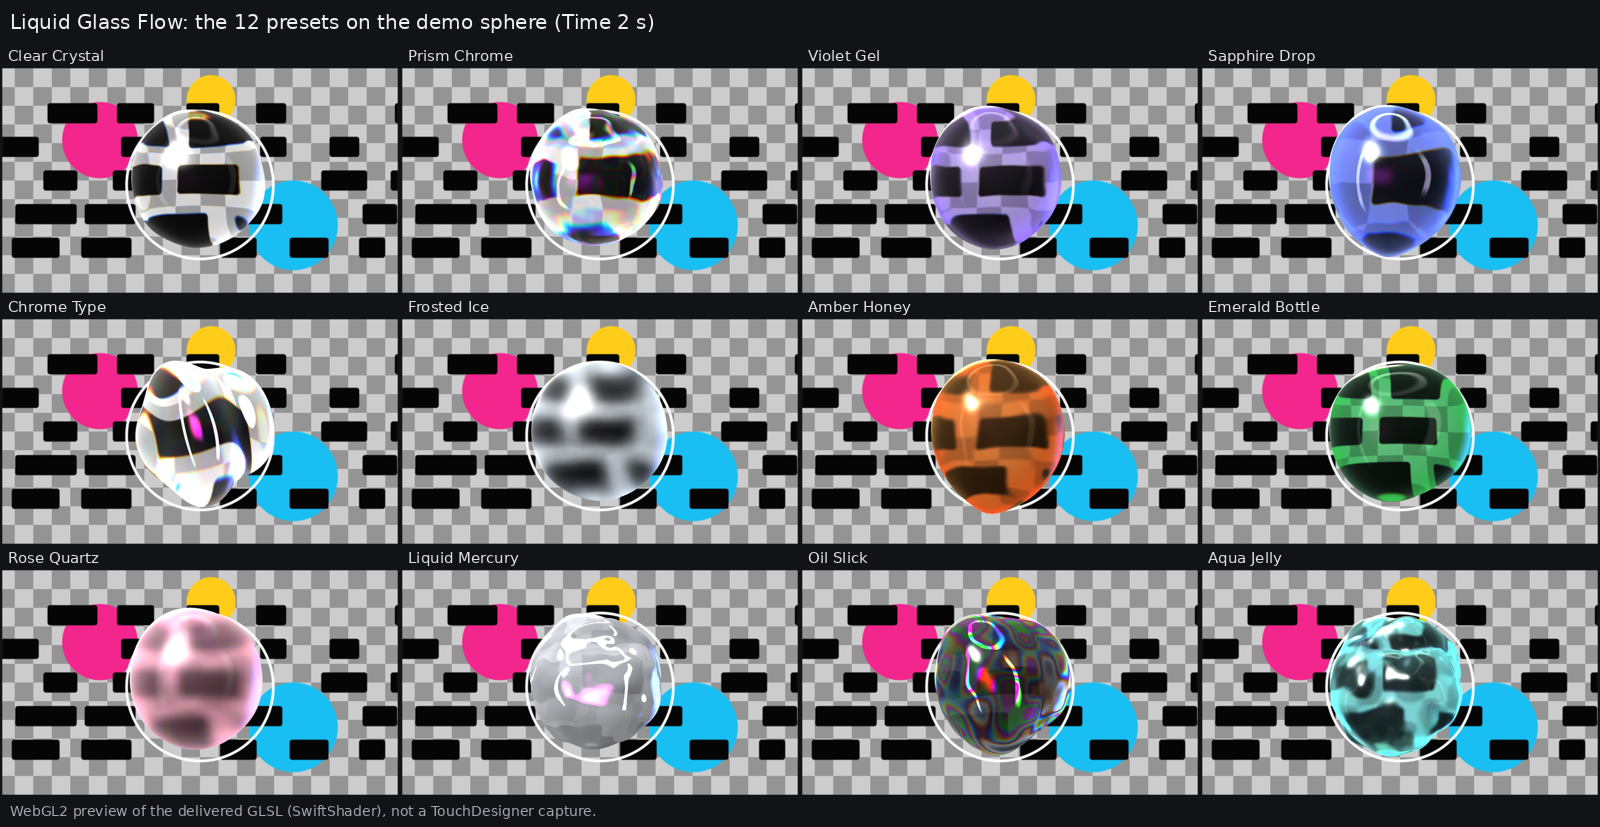 Liquid Glass Flow: the 12 presets on the demo sphere (Time 2 s)
Clear Crystal
Prism Chrome
Violet Gel
Sapphire Drop
Chrome Type
Frosted Ice
Amber Honey
Emerald Bottle
Rose Quartz
Liquid Mercury
Oil Slick
Aqua Jelly
WebGL2 preview of the delivered GLSL (SwiftShader), not a TouchDesigner capture.